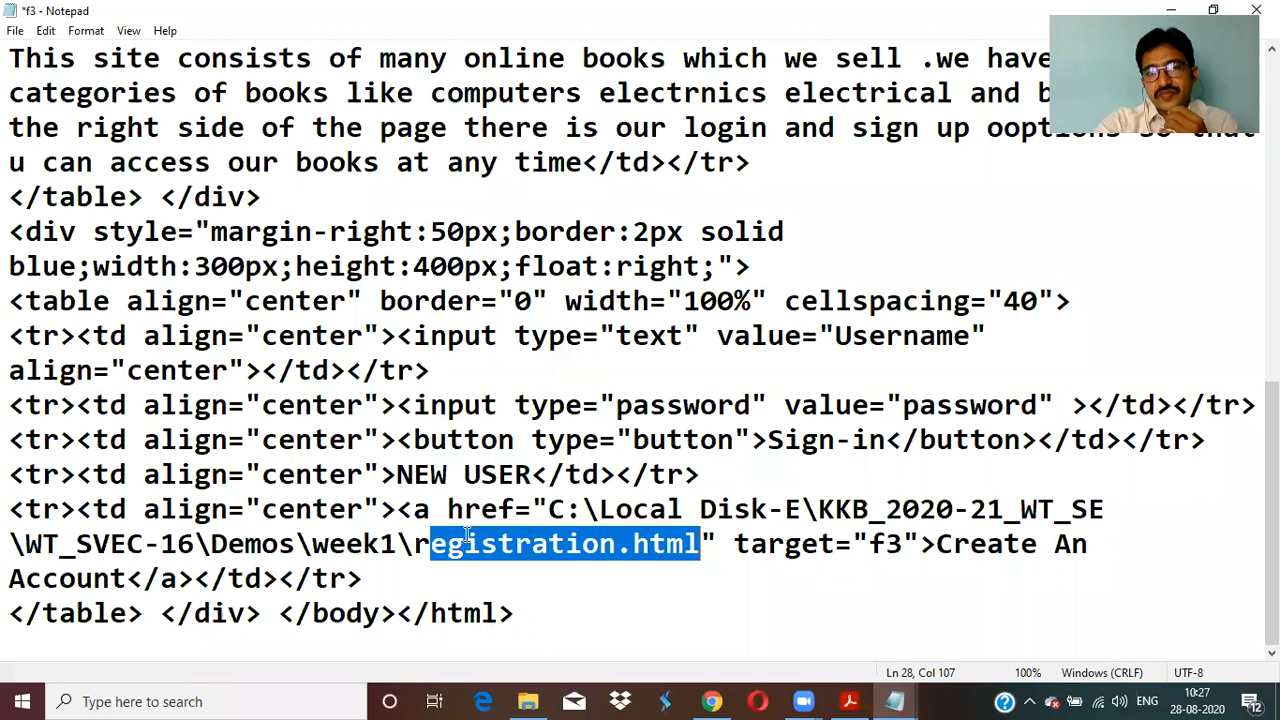 *f3 - Notepad
File Edit Format View Help
This site consists of many online books which we sell .we have
categories of books like computers electrnics electrical and b
the right side of the page there is our login and sign up ooptions so that
u can access our books at any time</td></tr>
</table> </div>
<div style="margin-right:50px;border:2px solid
blue;width:300px;height:400px;float:right;">
<table align="center" border="0" width="100%" cellspacing="40">
<tr><td align="center"><input type="text" value="Username"
align="center"></td></tr>
<tr><td align="center"><input type="password" value="password" ></td></tr>
<tr><td align="center"><button type="button">Sign-in</button></td></tr>
<tr><td align="center">NEW USER</td></tr>
<tr><td align="center"><a href="C:\Local Disk-E\KKB_2020-21_WT_SE
\WT_SVEC-16\Demos\week1\registration.html" target="f3">Create An
Account</a></td></tr>
</table> </div> </body></html>
Ln 28, Col 107 100% Windows (CRLF) UTF-8
Type here to search ENG 10:27
28-08-2020 12